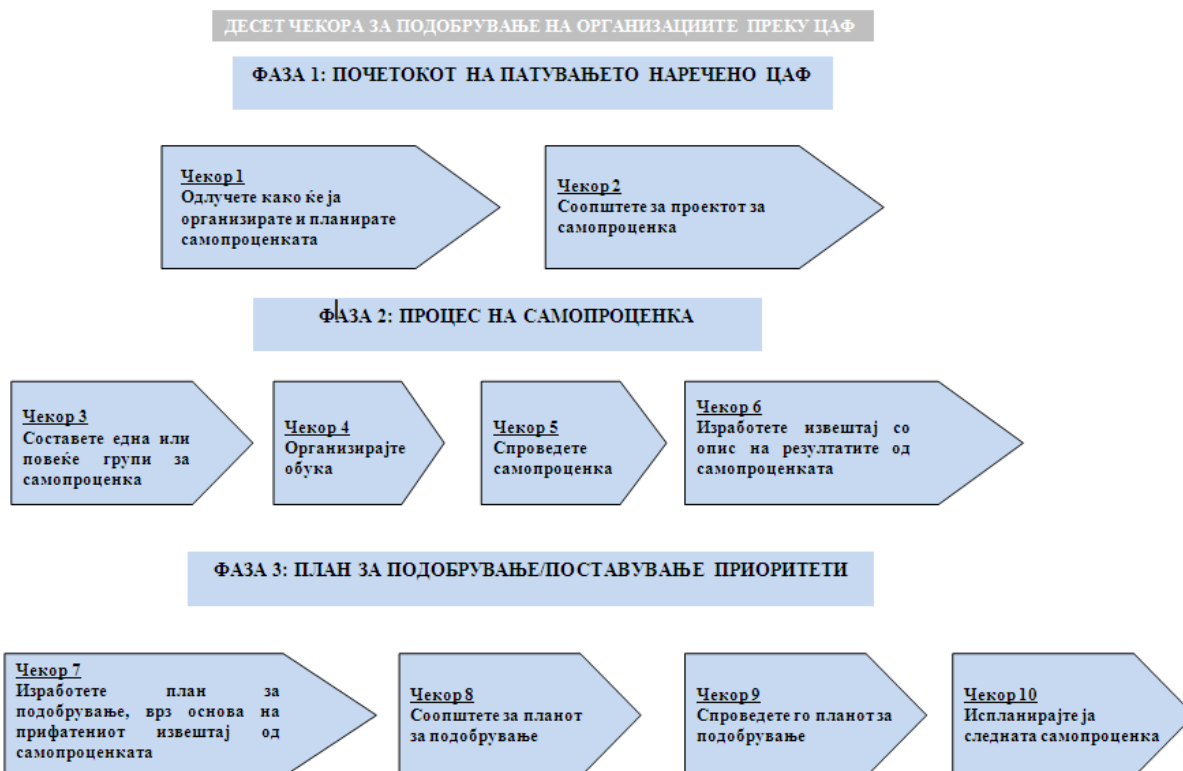 ДЕСЕТ ЧЕКОРА ЗА ПОДОБРУВАЊЕ НА ОРГАНИЗАЦИИТЕ ПРЕКУ ЦАФ
ФАЗА 1: ПОЧЕТОКОТ НА ПАТУВАЊЕТО НАРЕЧЕНО ЦАФ
Чекор 1
Одлучете како ќе ја
организирате и планирате
самопроценката
Чекор 2
Соопштете за проектот за
самопроценка
ФАЗА 2: ПРОЦЕС НА САМОПРОЦЕНКА
Чекор 3
Составете една или
повеќе групи за
самопроценка
Чекор 4
Организирајте
обука
Чекор 5
Спроведете
самопроценка
Чекор 6
Изработете извештај со
опис на резултатите од
самопроценката
ФАЗА 3: ПЛАН ЗА ПОДОБРУВАЊЕ/ПОСТАВУВАЊЕ ПРИОРИТЕТИ
Чекор 7
Изработете план за
подобрување, врз основа на
прифатениот извештај од
самопроценката
Чекор 8
Соопштете за планот
за подобрување
Чекор 9
Спроведете го планот за
подобрување
Чекор 10
Испланирајте ја
следната самопроценка